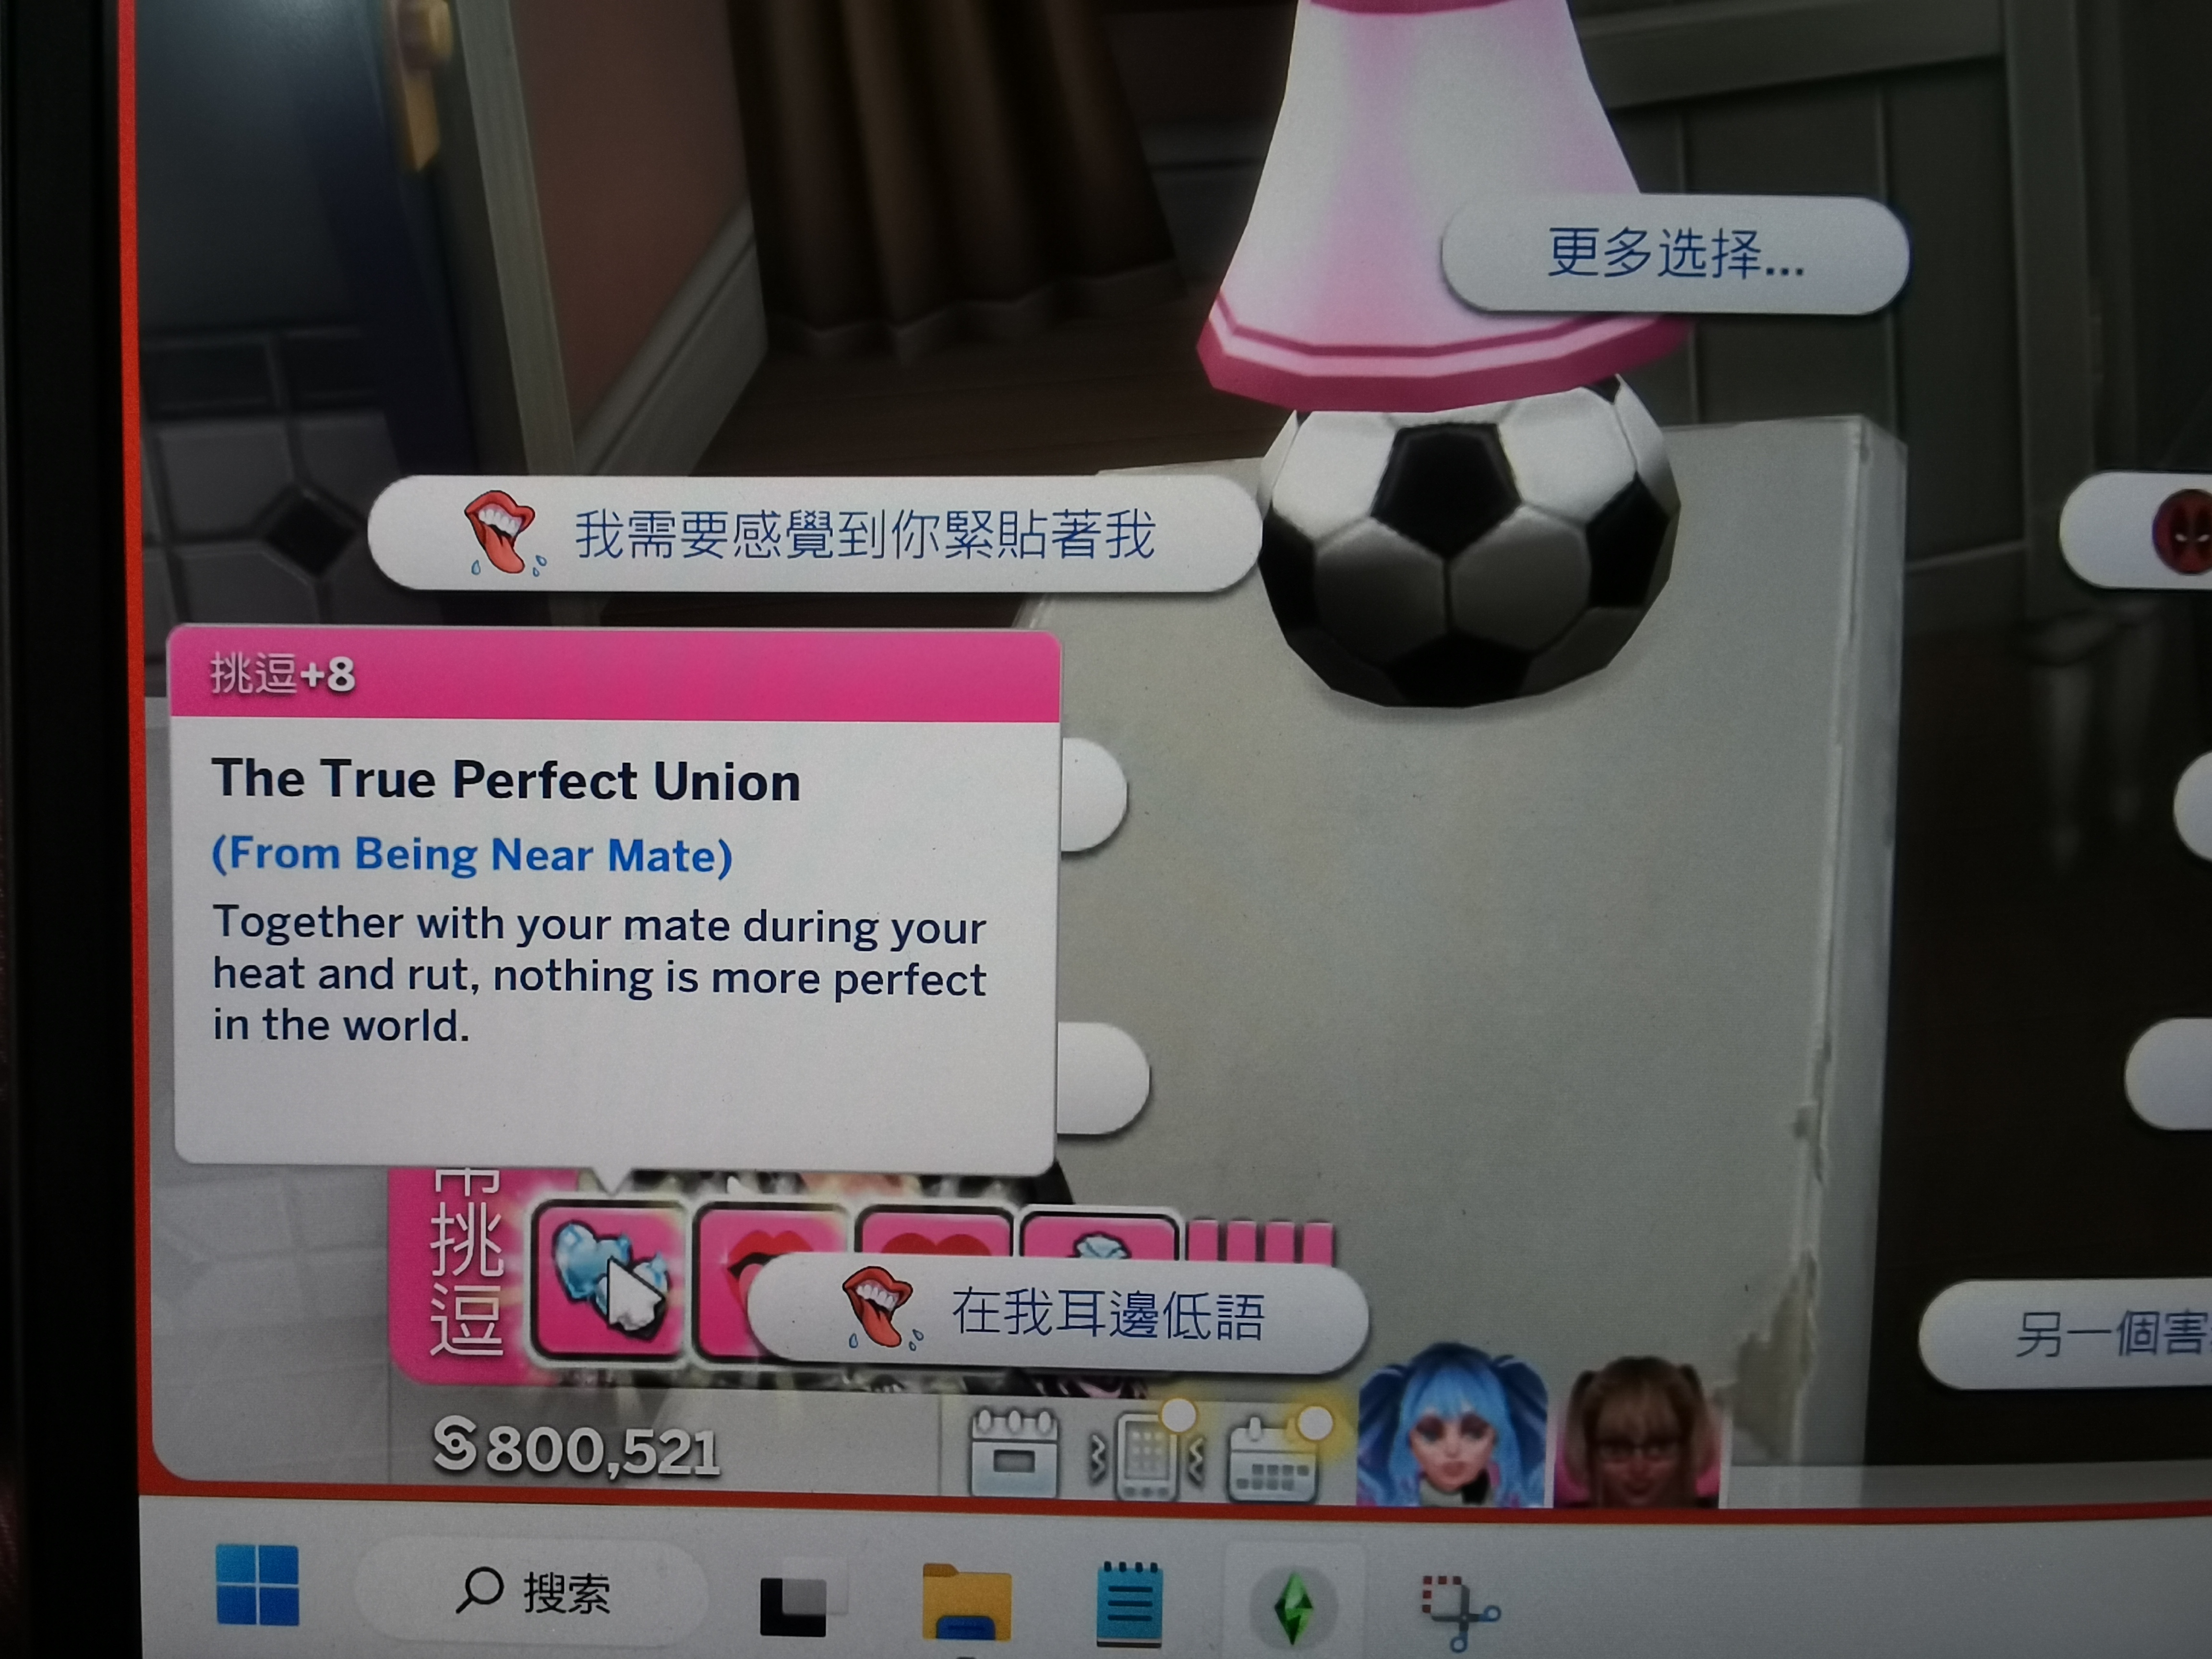 更多选择...
我需要感覺到你緊貼著我
挑逗+8
The True Perfect Union
(From Being Near Mate)
Together with your mate during your
heat and rut, nothing is more perfect
in the world.
挑逗
在我耳邊低語
另一個害
800,521
搜索